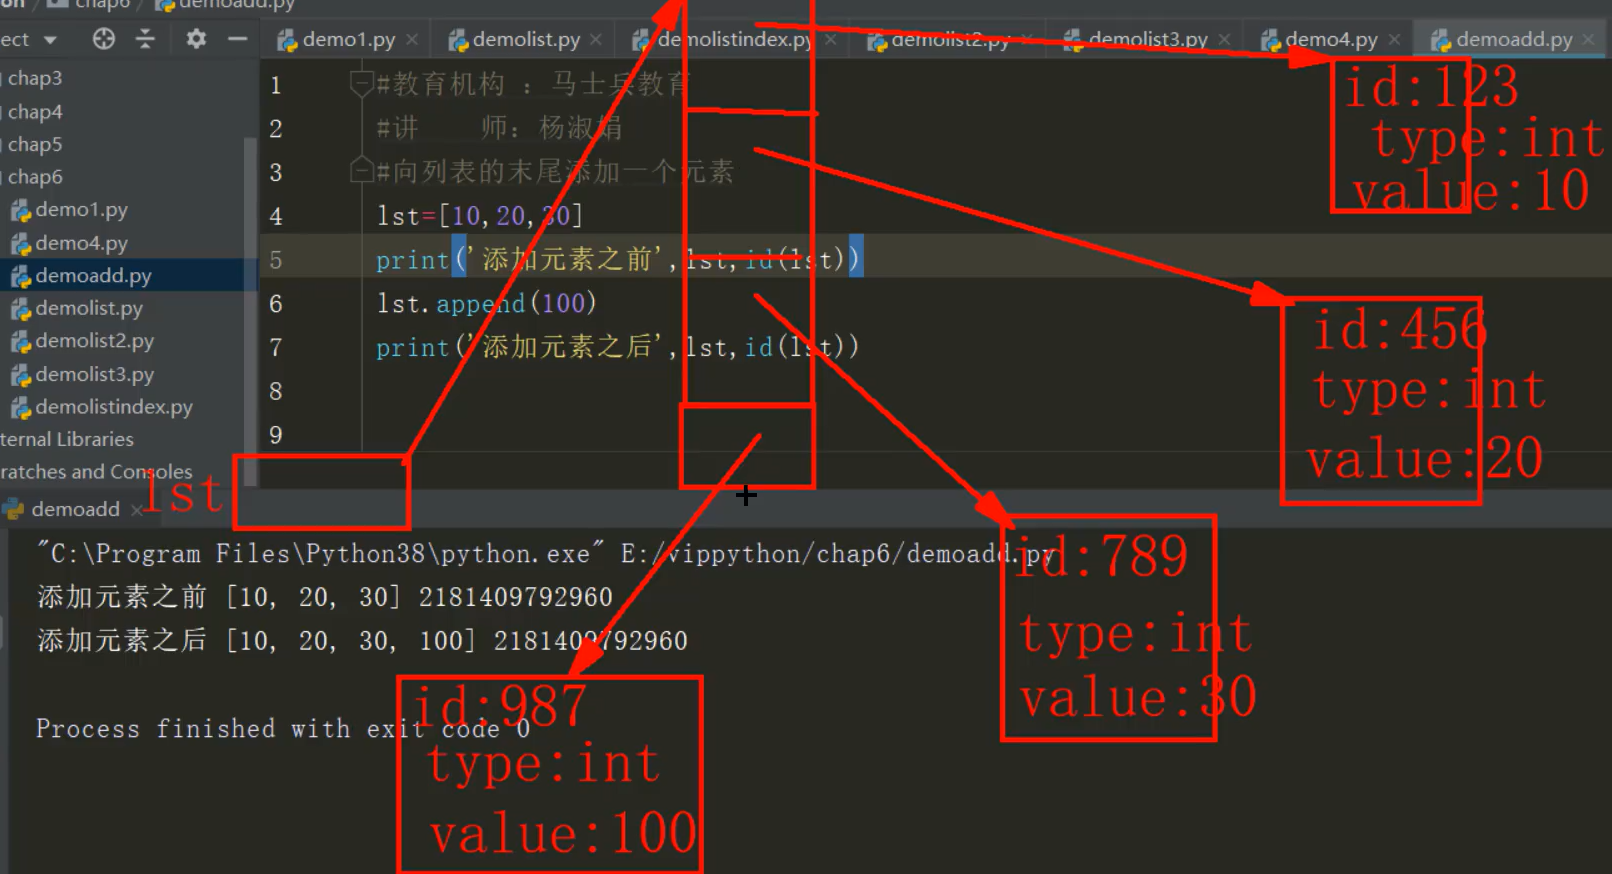 chap6 demoadd.py
ect
demo1.py demolist.py demolistindex.py demolist2.py demolist3.py demo4.py demoadd.py
chap3
chap4
chap5
chap6
demo1.py
demo4.py
demoadd.py
demolist.py
demolist2.py
demolist3.py
demolistindex.py
ternal Libraries
ratches and Consoles
1 #教育机构 ：马士兵教育
2 #讲    师：杨淑娟
3 #向列表的末尾添加一个元素
4 lst=[10,20,30]
5 print('添加元素之前',lst,id(lst))
6 lst.append(100)
7 print('添加元素之后',lst,id(lst))
8
9
id:123
type:int
value:10
id:456
type:int
value:20
lst
id:789
type:int
value:30
id:987
type:int
value:100
demoadd
"C:\Program Files\Python38\python.exe" E:/vippython/chap6/demoadd.py
添加元素之前 [10, 20, 30] 2181409792960
添加元素之后 [10, 20, 30, 100] 2181409792960
Process finished with exit code 0